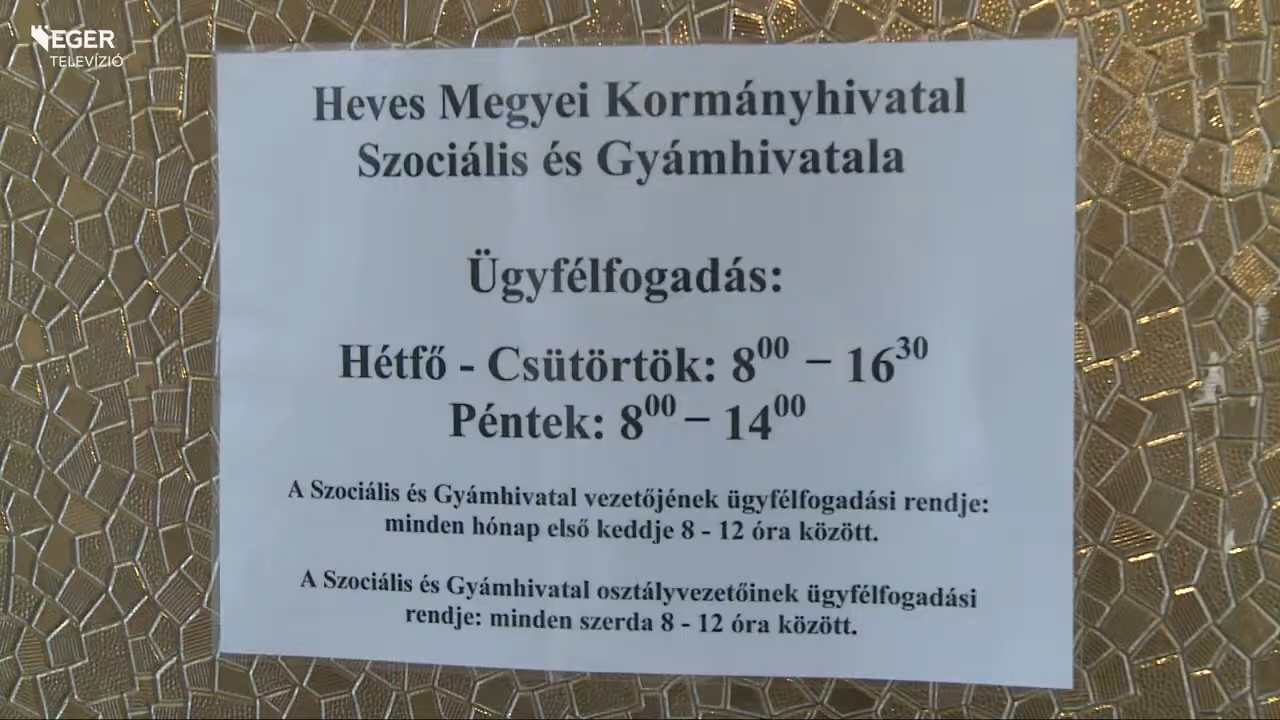 EGER
TELEVÍZIÓ
Heves Megyei Kormányhivatal
Szociális és Gyámhivatala
Ügyfélfogadás:
Hétfő - Csütörtök: 8⁰⁰ – 16³⁰
Péntek: 8⁰⁰ – 14⁰⁰
A Szociális és Gyámhivatal vezetőjének ügyfélfogadási rendje:
minden hónap első keddje 8 - 12 óra között.
A Szociális és Gyámhivatal osztályvezetőinek ügyfélfogadási
rendje: minden szerda 8 - 12 óra között.